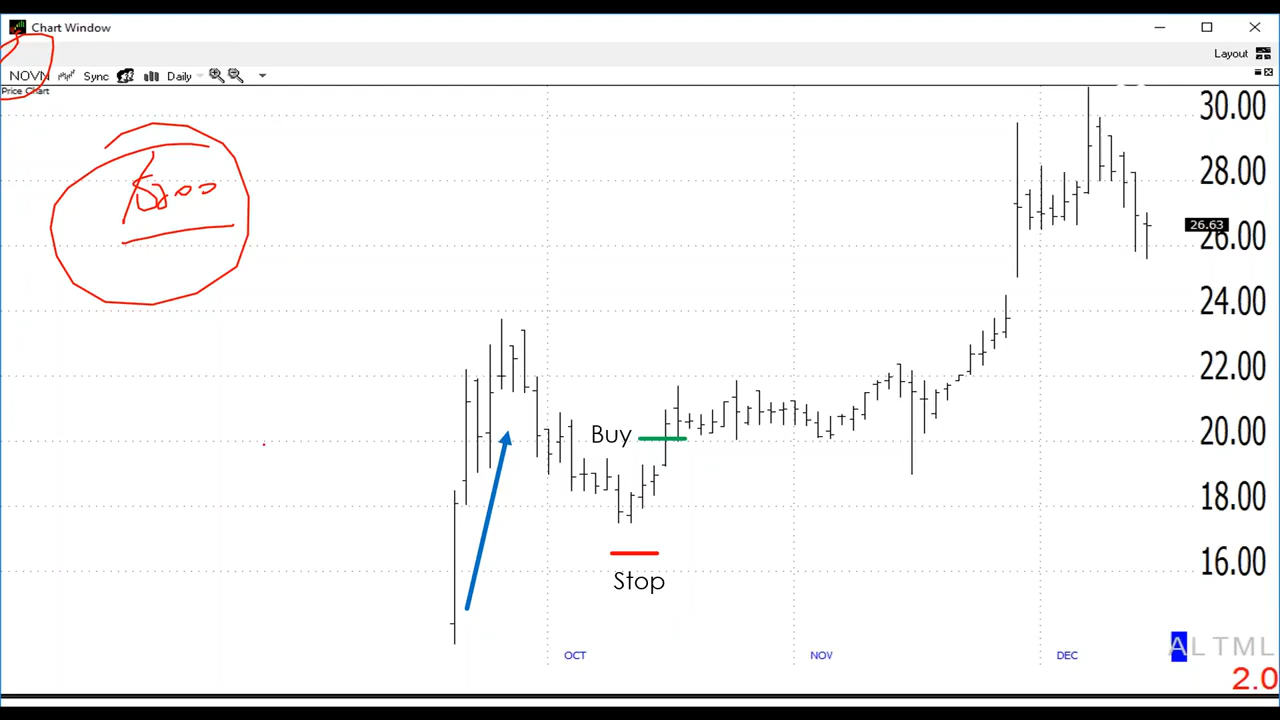 Chart Window
Layout
NOVN Sync Daily
Price Chart
30.00
28.00
26.63
26.00
24.00
22.00
Buy
20.00
18.00
16.00
Stop
OCT NOV DEC
ALTML
2.0